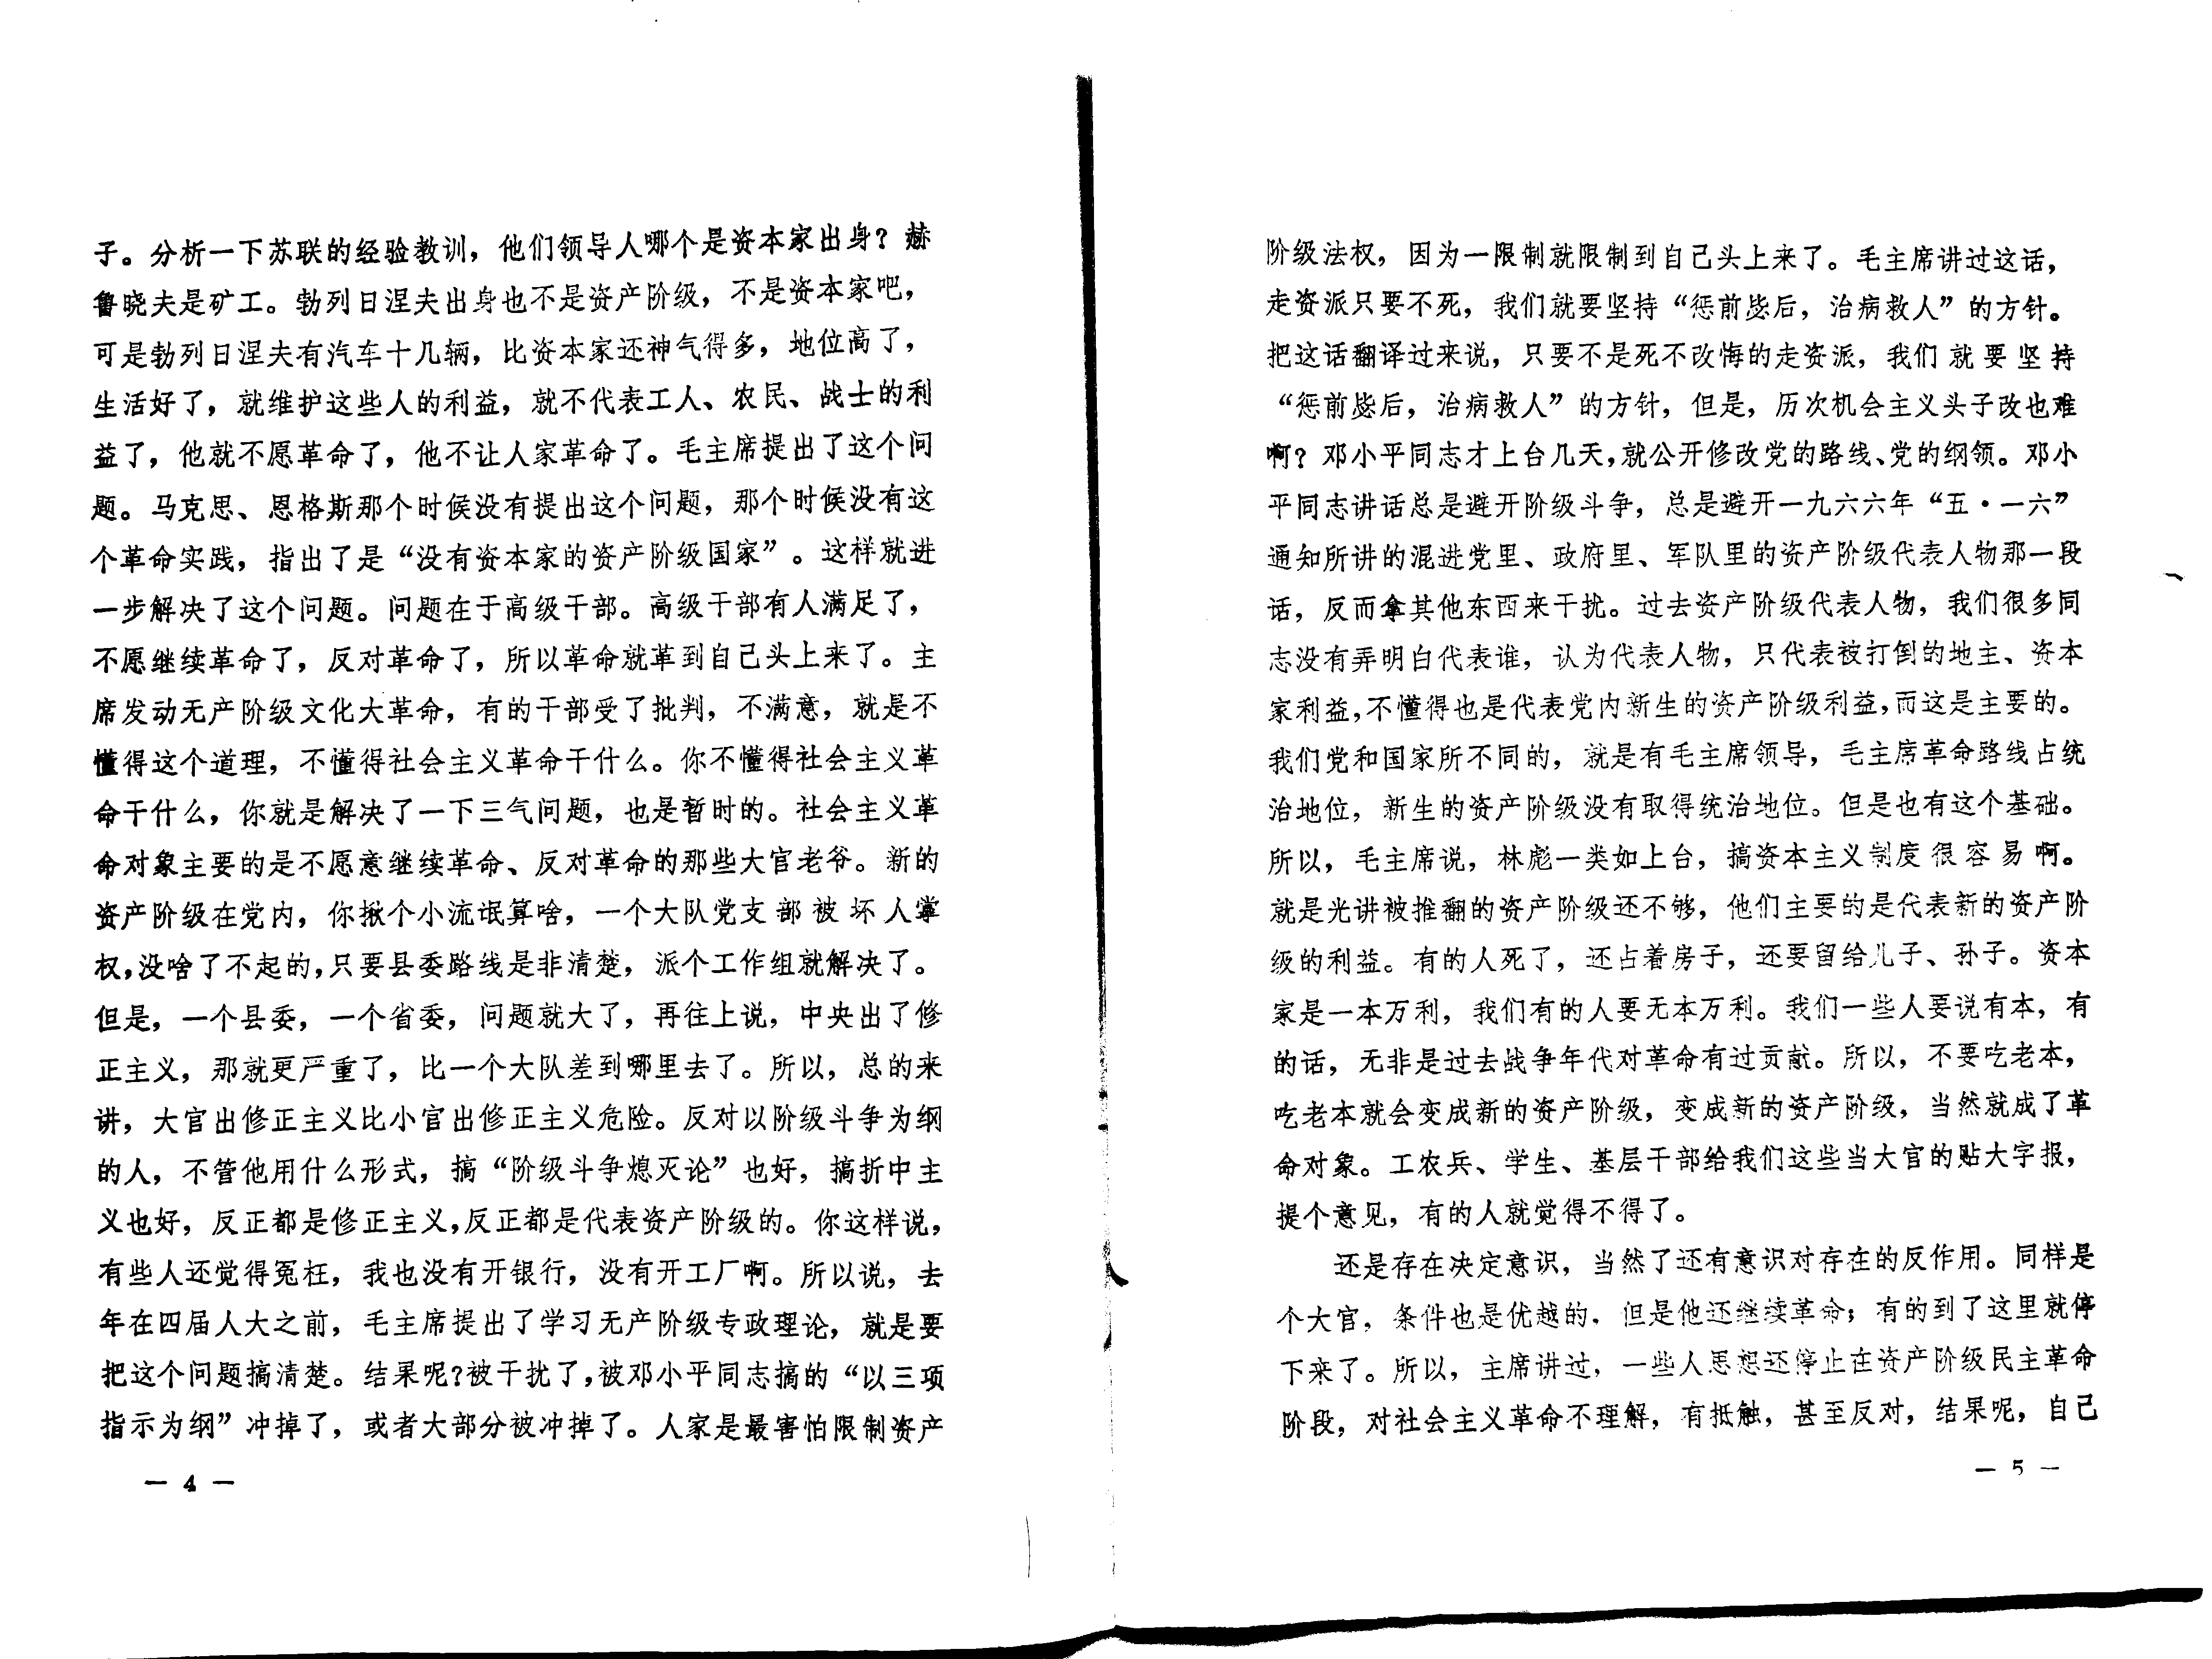 子。分析一下苏联的经验教训，他们领导人哪个是资本家出身？赫
鲁晓夫是矿工。勃列日涅夫出身也不是资产阶级，不是资本家吧，
可是勃列日涅夫有汽车十几辆，比资本家还神气得多，地位高了，
生活好了，就维护这些人的利益，就不代表工人、农民、战士的利
益了，他就不愿革命了，他不让人家革命了。毛主席提出了这个问
题。马克思、恩格斯那个时候没有提出这个问题，那个时候没有这
个革命实践，指出了是“没有资本家的资产阶级国家”。这样就进
一步解决了这个问题。问题在于高级干部。高级干部有人满足了，
不愿继续革命了，反对革命了，所以革命就革到自己头上来了。主
席发动无产阶级文化大革命，有的干部受了批判，不满意，就是不
懂得这个道理，不懂得社会主义革命干什么。你不懂得社会主义革
命干什么，你就是解决了一下三气问题，也是暂时的。社会主义革
命对象主要的是不愿意继续革命、反对革命的那些大官老爷。新的
资产阶级在党内，你揪个小流氓算啥，一个大队党支部被坏人掌
权，没啥了不起的，只要县委路线是非清楚，派个工作组就解决了。
但是，一个县委，一个省委，问题就大了，再往上说，中央出了修
正主义，那就更严重了，比一个大队差到哪里去了。所以，总的来
讲，大官出修正主义比小官出修正主义危险。反对以阶级斗争为纲
的人，不管他用什么形式，搞“阶级斗争熄灭论”也好，搞折中主
义也好，反正都是修正主义，反正都是代表资产阶级的。你这样说，
有些人还觉得冤枉，我也没有开银行，没有开工厂啊。所以说，去
年在四届人大之前，毛主席提出了学习无产阶级专政理论，就是要
把这个问题搞清楚。结果呢？被干扰了，被邓小平同志搞的“以三项
指示为纲”冲掉了，或者大部分被冲掉了。人家是最害怕限制资产
— 4 —
阶级法权，因为一限制就限制到自己头上来了。毛主席讲过这话，
走资派只要不死，我们就要坚持“惩前毖后，治病救人”的方针。
把这话翻译过来说，只要不是死不改悔的走资派，我们就要坚持
“惩前毖后，治病救人”的方针，但是，历次机会主义头子改也难
啊？邓小平同志才上台几天，就公开修改党的路线、党的纲领。邓小
平同志讲话总是避开阶级斗争，总是避开一九六六年“五·一六”
通知所讲的混进党里、政府里、军队里的资产阶级代表人物那一段
话，反而拿其他东西来干扰。过去资产阶级代表人物，我们很多同
志没有弄明白代表谁，认为代表人物，只代表被打倒的地主、资本
家利益，不懂得也是代表党内新生的资产阶级利益，而这是主要的。
我们党和国家所不同的，就是有毛主席领导，毛主席革命路线占统
治地位，新生的资产阶级没有取得统治地位。但是也有这个基础。
所以，毛主席说，林彪一类如上台，搞资本主义制度很容易啊。
就是光讲被推翻的资产阶级还不够，他们主要的是代表新的资产阶
级的利益。有的人死了，还占着房子，还要留给儿子、孙子。资本
家是一本万利，我们有的人要无本万利。我们一些人要说有本，有
的话，无非是过去战争年代对革命有过贡献。所以，不要吃老本，
吃老本就会变成新的资产阶级，变成新的资产阶级，当然就成了革
命对象。工农兵、学生、基层干部给我们这些当大官的贴大字报，
提个意见，有的人就觉得不得了。
还是存在决定意识，当然了还有意识对存在的反作用。同样是
个大官，条件也是优越的．但是他还继续革命；有的到了这里就停
下来了。所以，主席讲过，一些人思想还停止在资产阶级民主革命
阶段，对社会主义革命不理解，有抵触，甚至反对，结果呢，自己
— 5 —